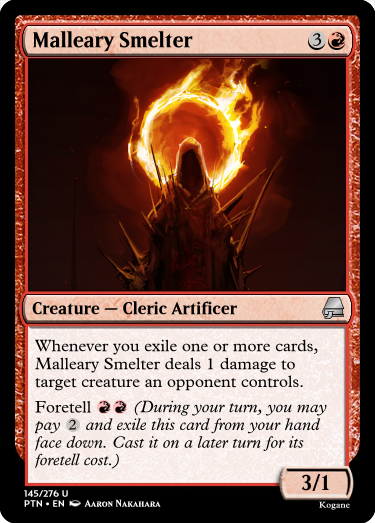 Malleary Smelter 3
Creature — Cleric Artificer
Whenever you exile one or more cards,
Malleary Smelter deals 1 damage to
target creature an opponent controls.
Foretell (During your turn, you may
pay 2 and exile this card from your hand
face down. Cast it on a later turn for its
foretell cost.)
3/1
145/276 U
PTN • EN Aaron Nakahara
Kogane